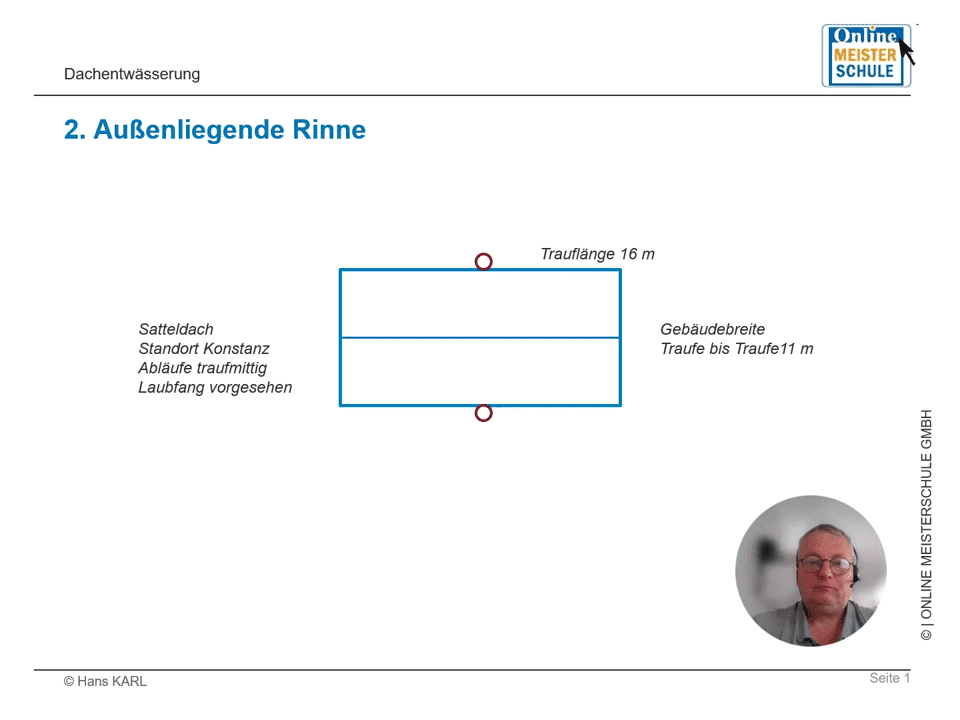 Online
MEISTER
SCHULE
Dachentwässerung
2. Außenliegende Rinne
Trauflänge 16 m
Satteldach
Standort Konstanz
Abläufe traufmittig
Laubfang vorgesehen
Gebäudebreite
Traufe bis Traufe11 m
© | ONLINE MEISTERSCHULE GMBH
© Hans KARL
Seite 1